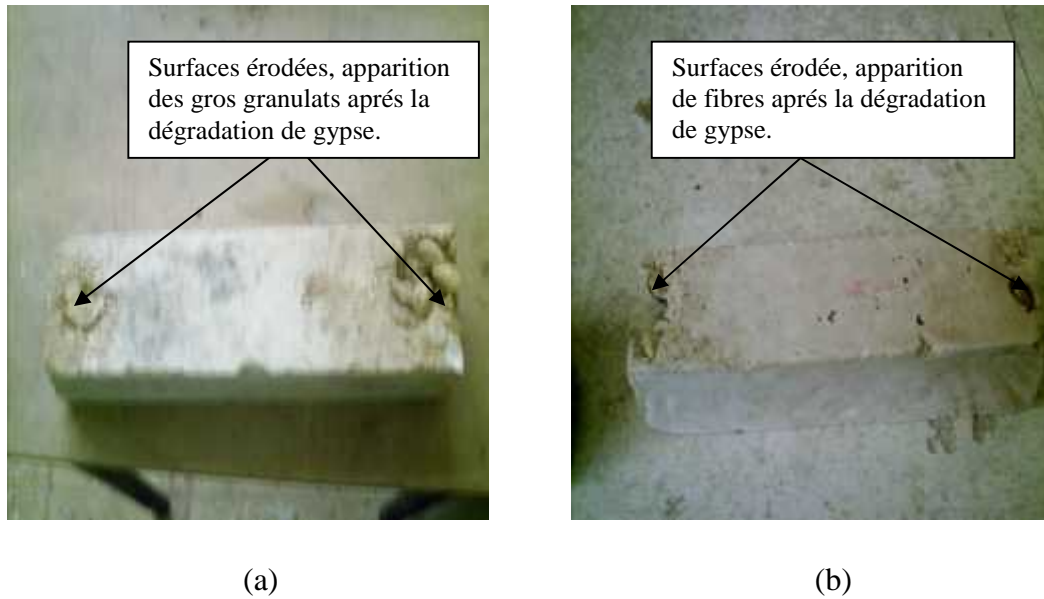 Surfaces érodées, apparition
des gros granulats aprés la
dégradation de gypse.
Surfaces érodée, apparition
de fibres aprés la dégradation
de gypse.
(a)
(b)